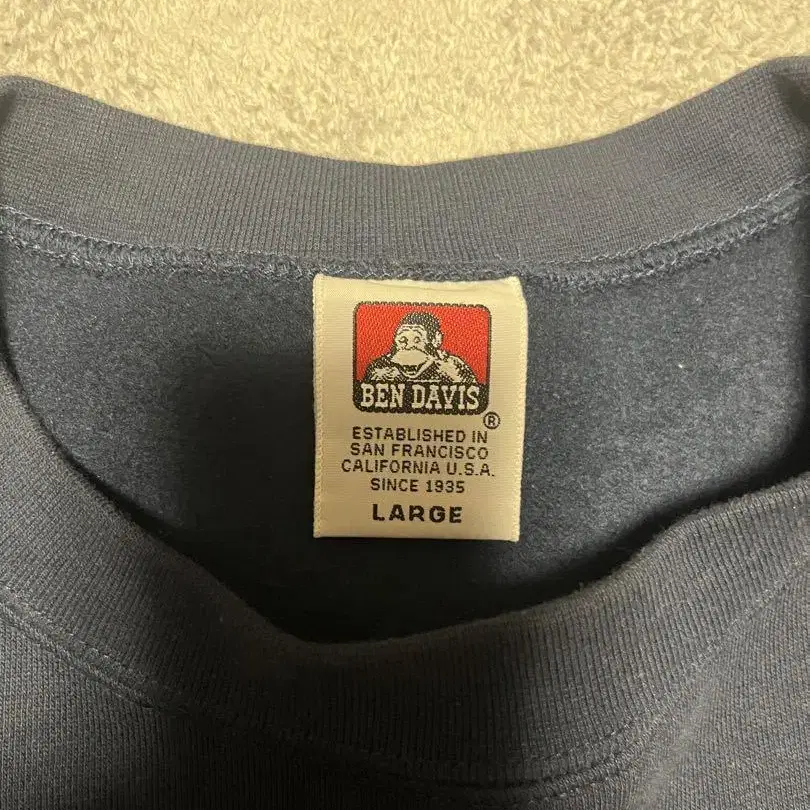 BEN DAVIS
®
ESTABLISHED IN
SAN FRANCISCO
CALIFORNIA U.S.A.
SINCE 1935
LARGE